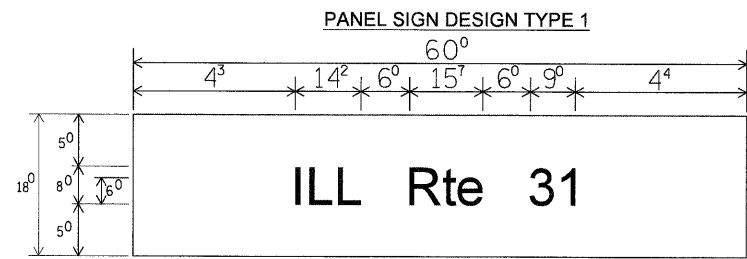 PANEL SIGN DESIGN TYPE 1
60⁰
4³ 14² 6⁰ 15⁷ 6⁰ 9⁰ 4⁴
5⁰
18⁰ 8⁰ 6⁰
ILL Rte 31
5⁰